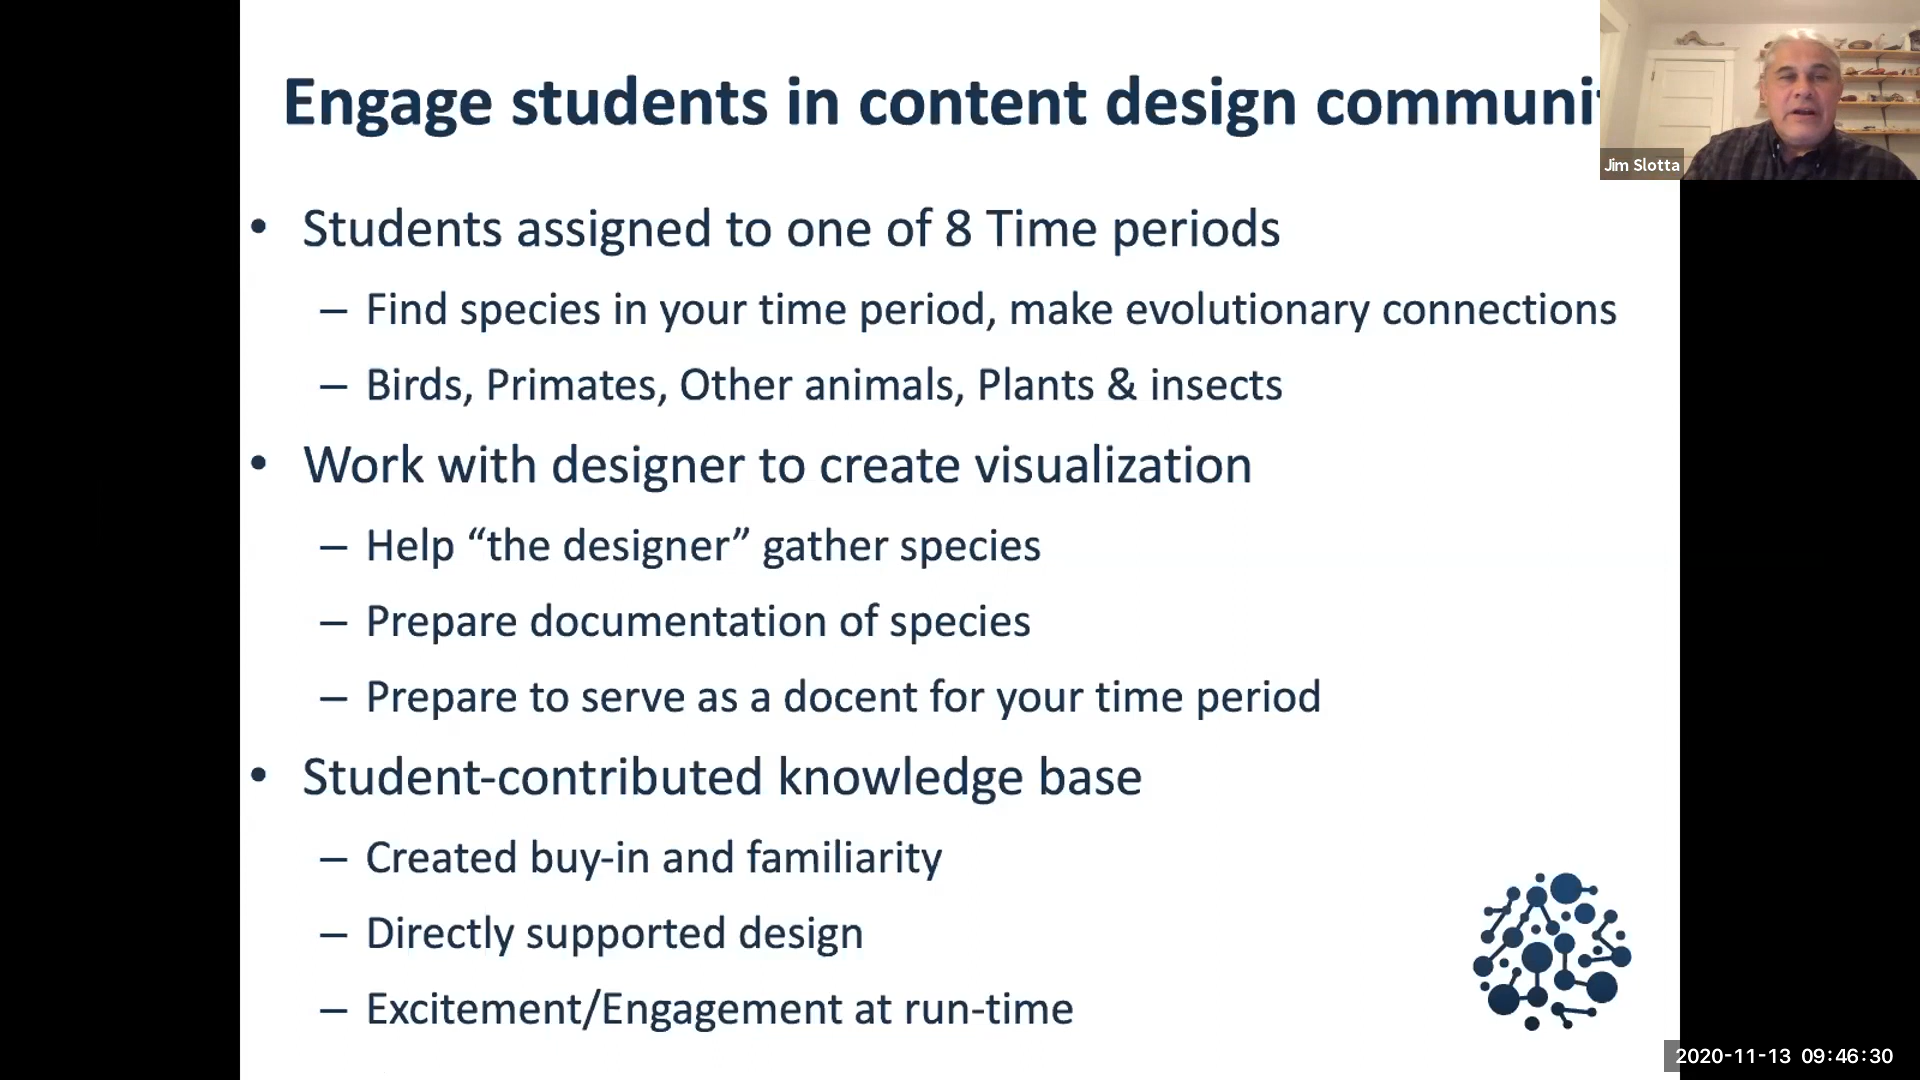 Engage students in content design communi
Jim Slotta
• Students assigned to one of 8 Time periods
– Find species in your time period, make evolutionary connections
– Birds, Primates, Other animals, Plants & insects
• Work with designer to create visualization
– Help “the designer” gather species
– Prepare documentation of species
– Prepare to serve as a docent for your time period
• Student-contributed knowledge base
– Created buy-in and familiarity
– Directly supported design
– Excitement/Engagement at run-time
2020-11-13 09:46:30